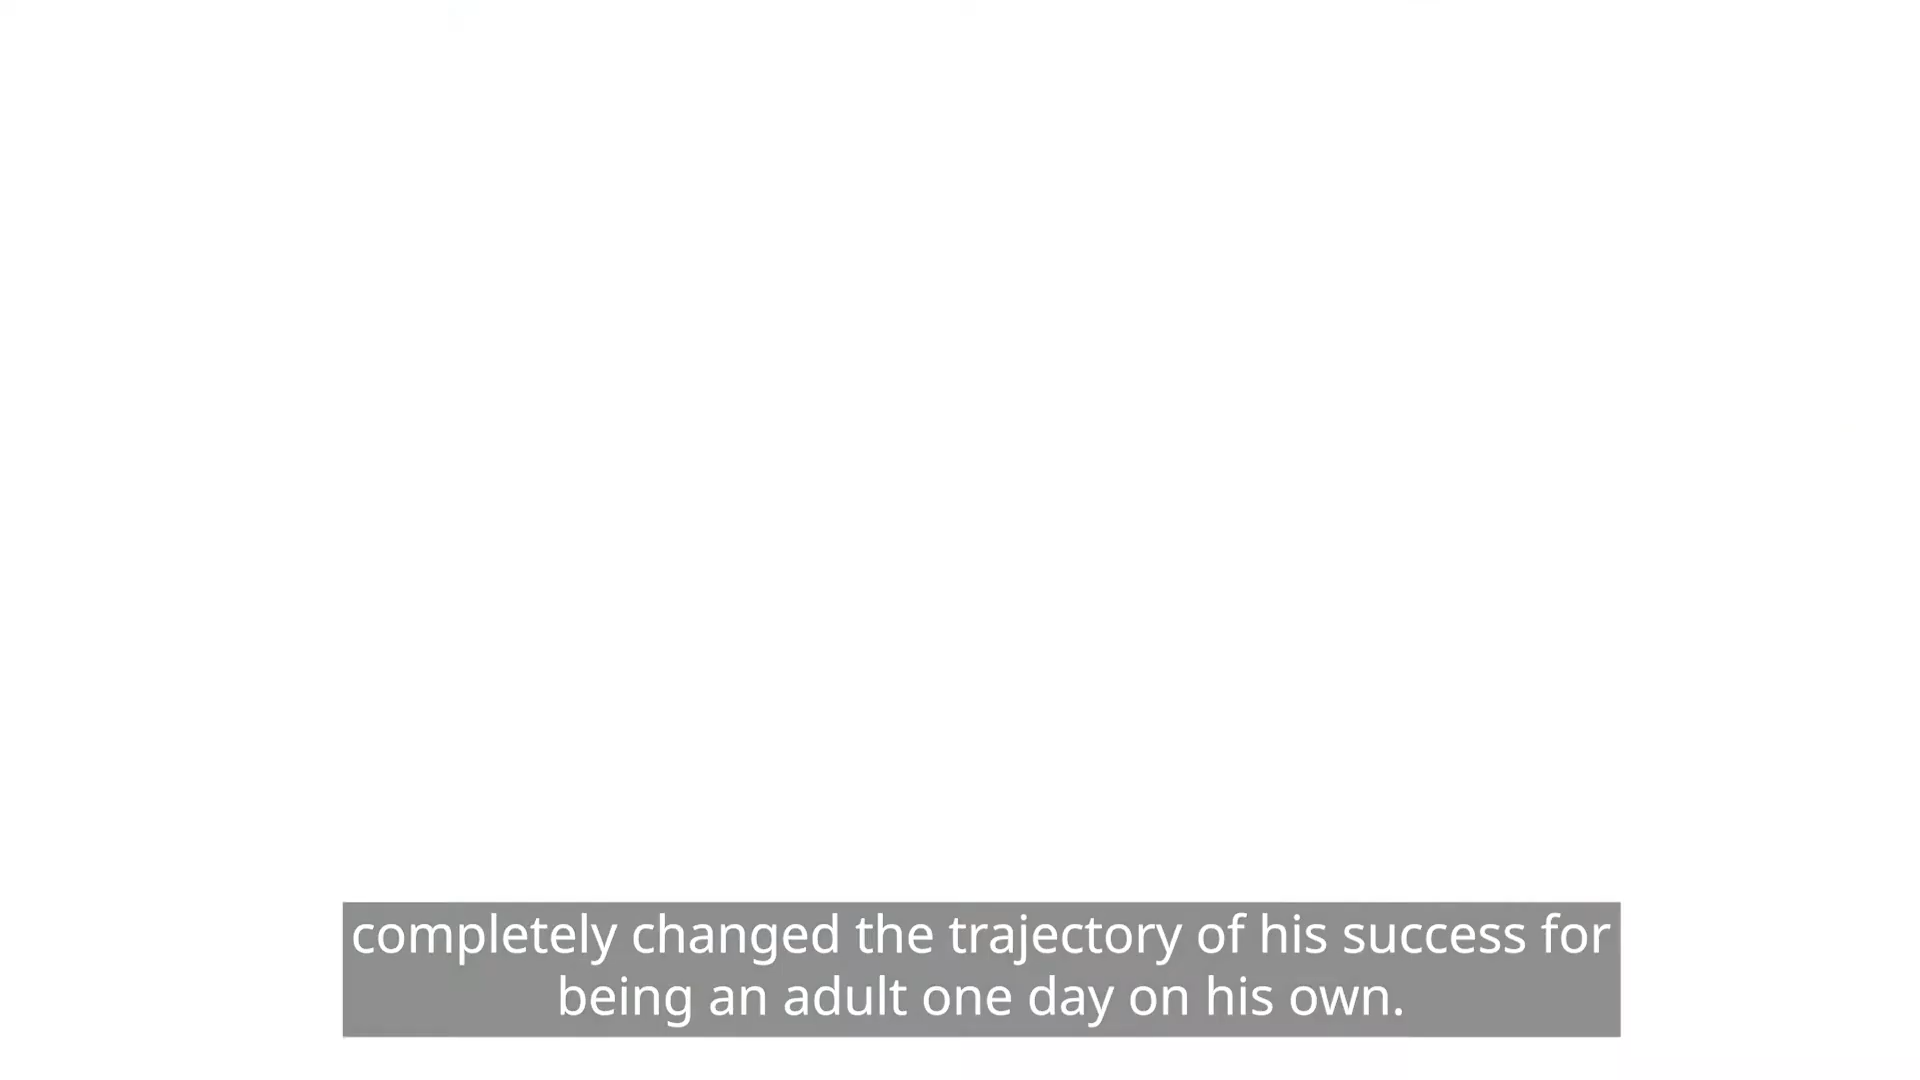 completely changed the trajectory of his success for
being an adult one day on his own.